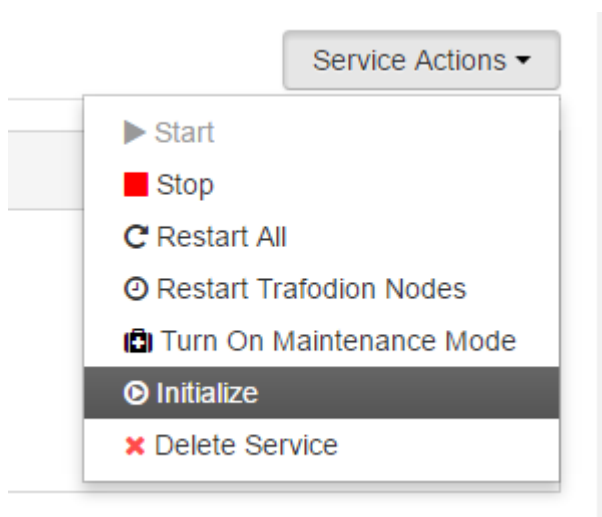 Service Actions
Start
Stop
Restart All
Restart Trafodion Nodes
Turn On Maintenance Mode
Initialize
Delete Service